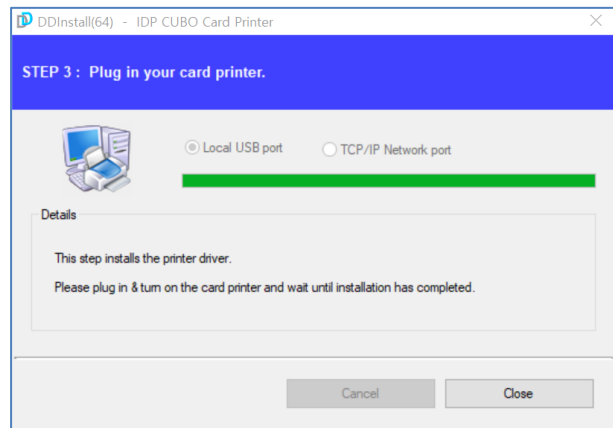 DDInstall(64) - IDP CUBO Card Printer
STEP 3 : Plug in your card printer.
Local USB port TCP/IP Network port
Details
This step installs the printer driver.
Please plug in & turn on the card printer and wait until installation has completed.
Cancel Close